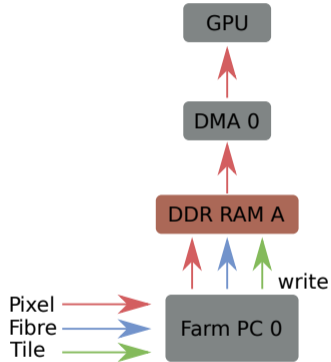 GPU
DMA 0
DDR RAM A
write
Pixel
Fibre
Tile
Farm PC 0